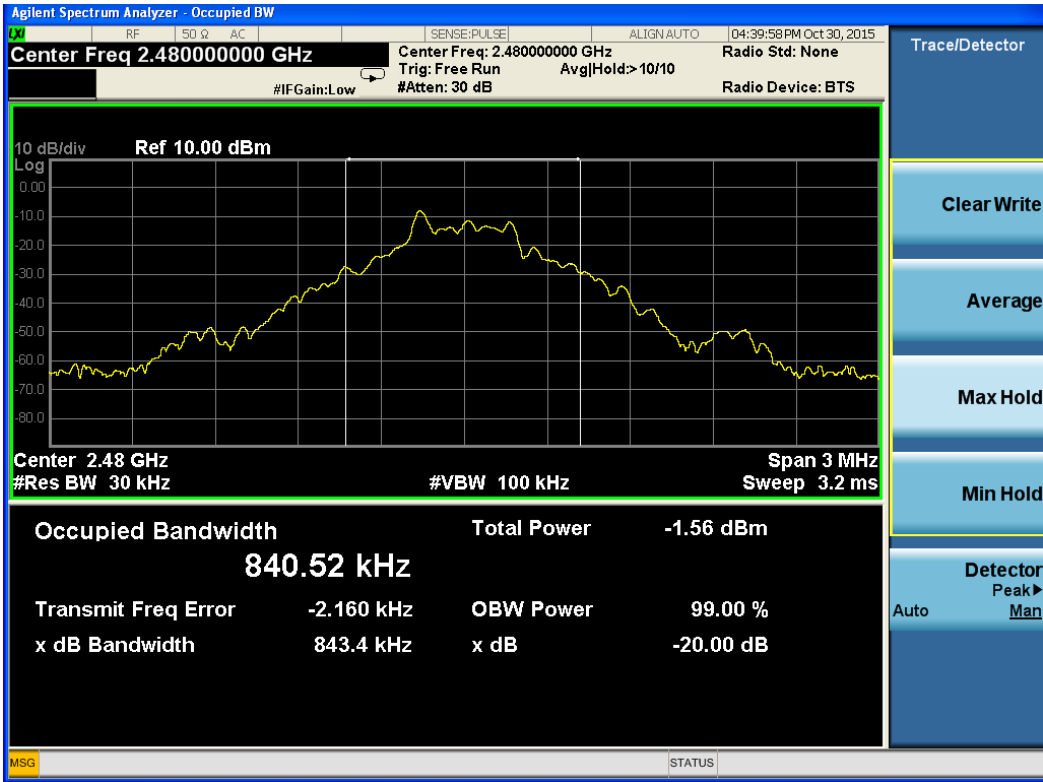 Agilent Spectrum Analyzer - Occupied BW
LXI RF 50 Ω AC SENSE:PULSE ALIGN AUTO 04:39:58 PM Oct 30, 2015
Center Freq 2.480000000 GHz
Center Freq: 2.480000000 GHz
Radio Std: None
Trig: Free Run Avg|Hold:> 10/10
#IFGain:Low
#Atten: 30 dB
Radio Device: BTS
10 dB/div Ref 10.00 dBm
Log
0.00
-10.0
-20.0
-30.0
-40.0
-50.0
-60.0
-70.0
-80.0
Center 2.48 GHz Span 3 MHz
#Res BW 30 kHz #VBW 100 kHz Sweep 3.2 ms
Occupied Bandwidth Total Power -1.56 dBm
840.52 kHz
Transmit Freq Error -2.160 kHz OBW Power 99.00 %
x dB Bandwidth 843.4 kHz x dB -20.00 dB
Trace/Detector
Clear Write
Average
Max Hold
Min Hold
Detector
Peak▶
Auto Man
MSG STATUS